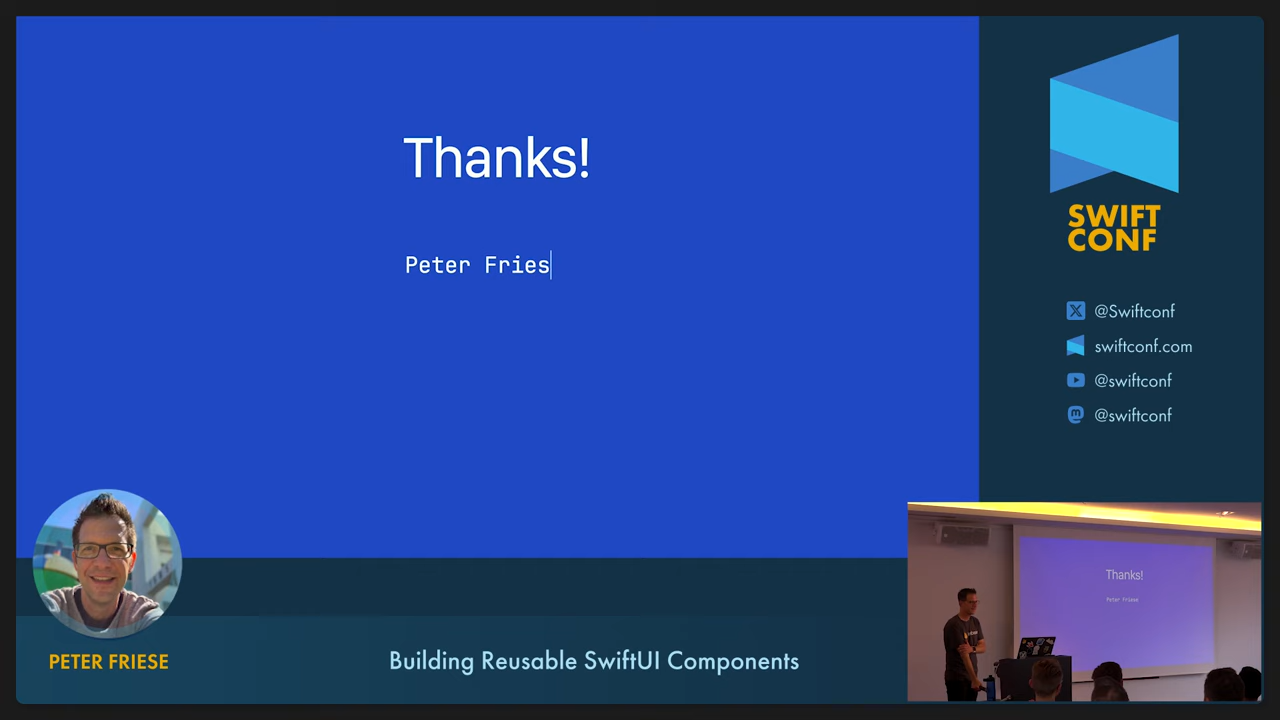 Thanks!
Peter Fries
SWIFT
CONF
@Swiftconf
swiftconf.com
@swiftconf
@swiftconf
PETER FRIESE
Building Reusable SwiftUI Components
Thanks!
Peter Friese